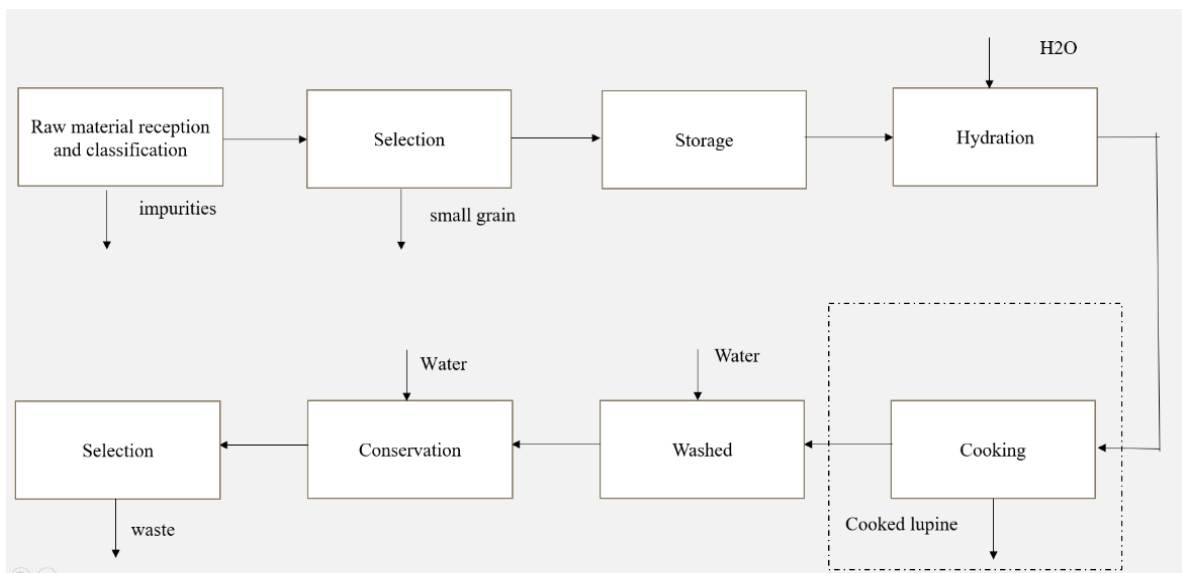 H2O
Raw material reception
and classification
Selection
Storage
Hydration
impurities
small grain
Water
Water
Selection
Conservation
Washed
Cooking
waste
Cooked lupine